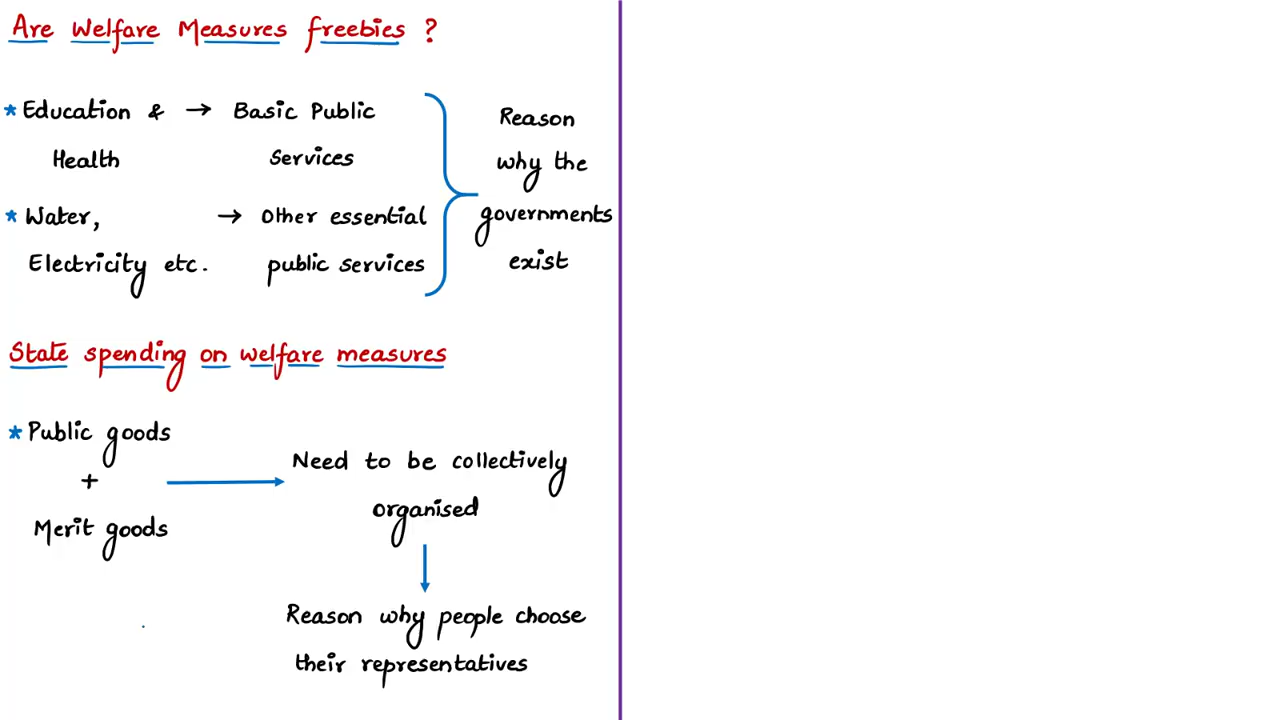 Are Welfare Measures freebies ?
* Education & → Basic Public
Health Services
* Water, → Other essential
Electricity etc. public services
Reason
why the
governments
exist
State spending on welfare measures
* Public goods
+
Merit goods
Need to be collectively
organised
Reason why people choose
their representatives